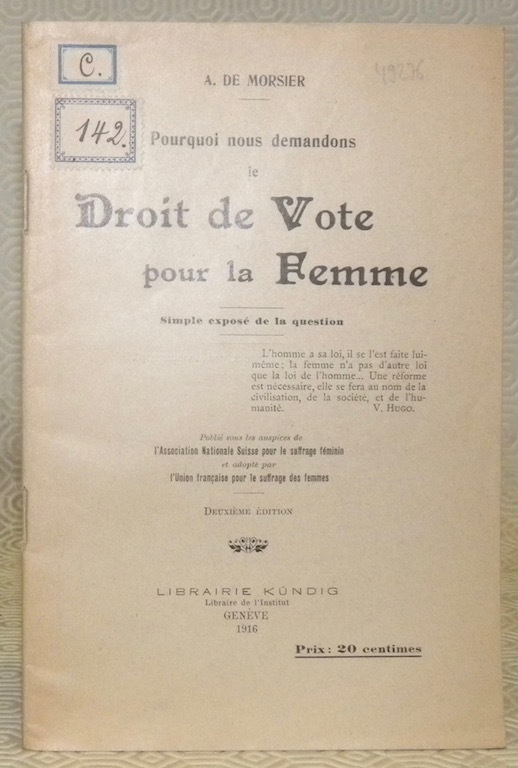 C.
49276
142.
A. DE MORSIER
Pourquoi nous demandons
le
Droit de Vote
pour la Femme
Simple exposé de la question
L'homme a sa loi, il se l'est faite lui-
même ; la femme n'a pas d'autre loi
que la loi de l'homme... Une réforme
est nécessaire, elle se fera au nom de la
civilisation, de la société, et de l'hu-
manité. V. HUGO.
Publié sous les auspices de
l'Association Nationale Suisse pour le suffrage féminin
et adopté par
l'Union française pour le suffrage des femmes
DEUXIÈME ÉDITION
LIBRAIRIE KÜNDIG
Libraire de l'Institut
GENÈVE
1916
Prix : 20 centimes